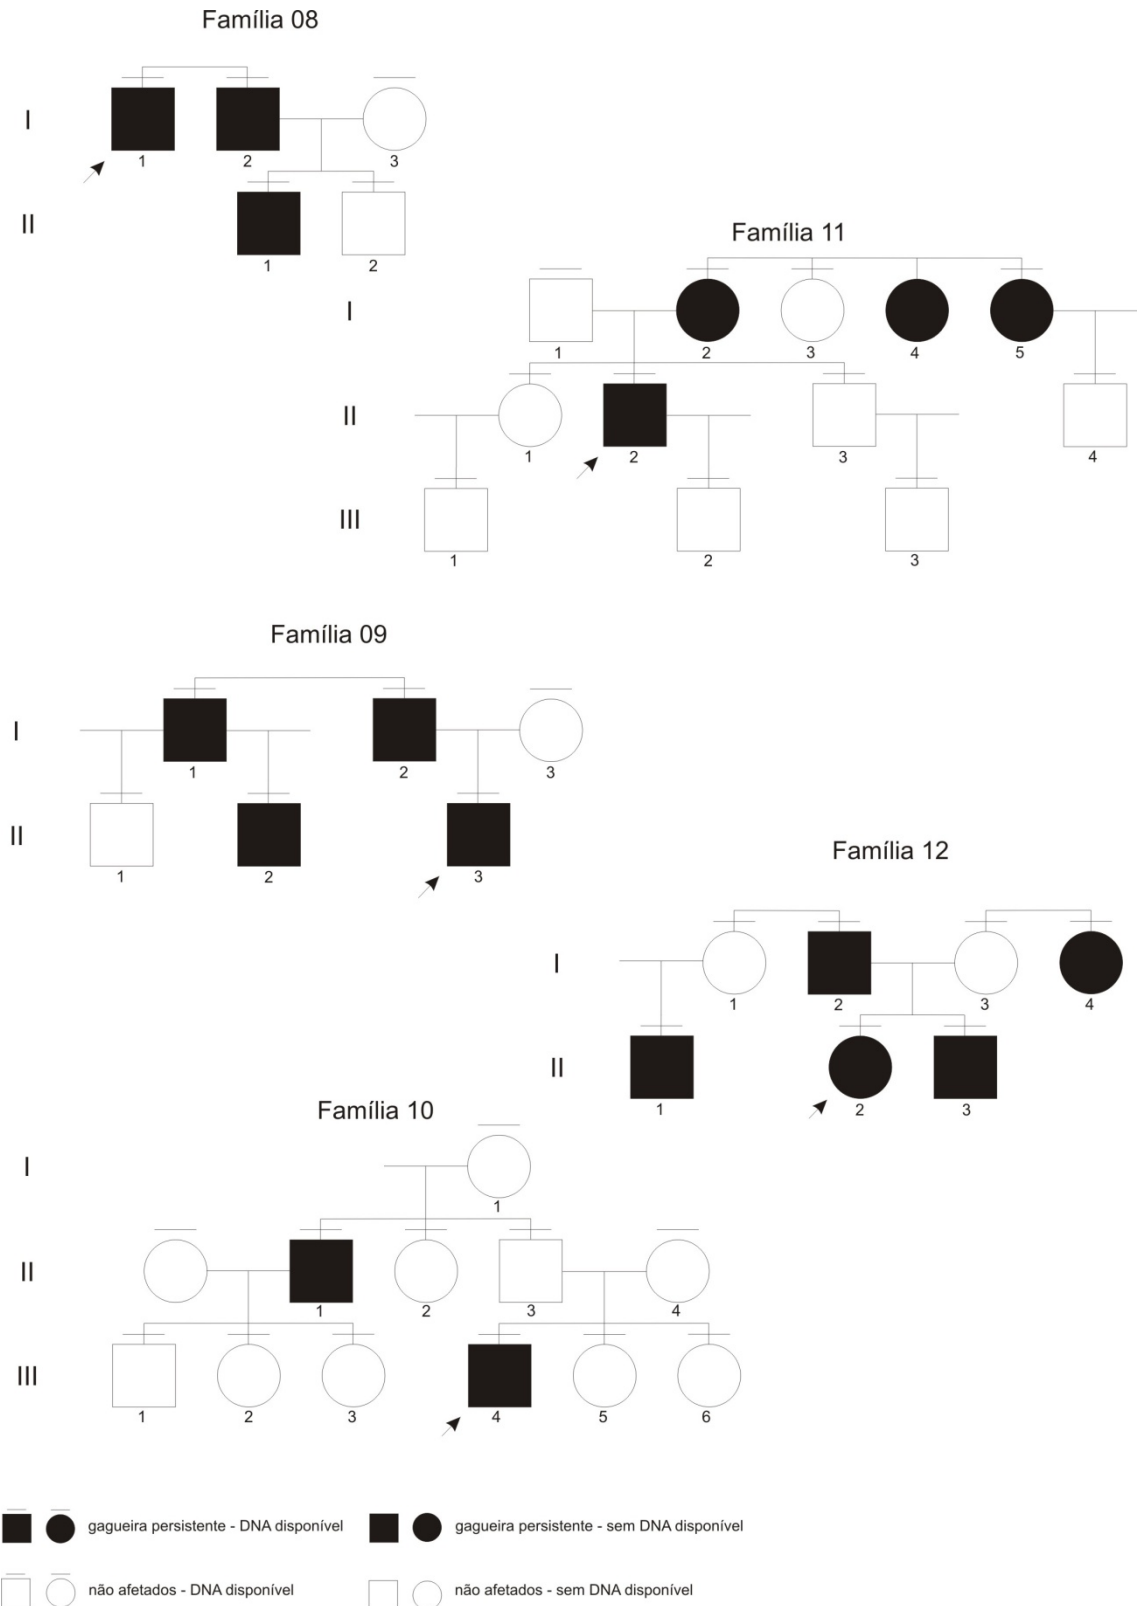 Família 08
I
1 2 3
II
1 2
Família 11
I
1 2 3 4 5
II
1 2 3 4
III
1 2 3
Família 09
I
1 2 3
II
1 2 3
Família 12
I
1 2 3 4
II
1 2 3
Família 10
I
1
II
1 2 3 4
III
1 2 3 4 5 6
gagueira persistente - DNA disponível
gagueira persistente - sem DNA disponível
não afetados - DNA disponível
não afetados - sem DNA disponível